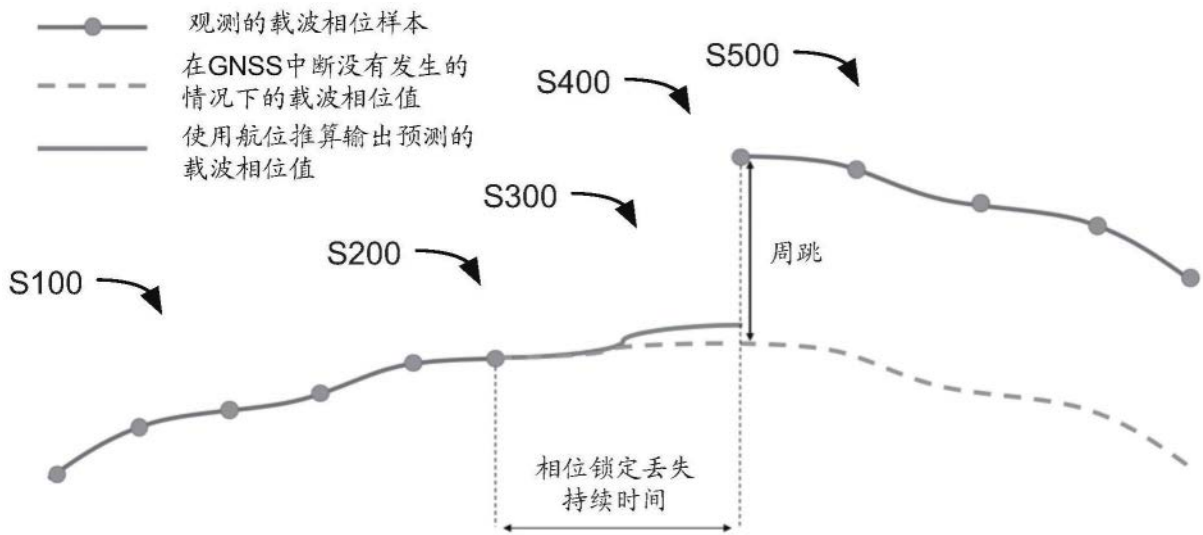 观测的载波相位样本
在GNSS中断没有发生的
情况下的载波相位值
使用航位推算输出预测的
载波相位值
S100
S200
S300
S400
S500
周跳
相位锁定丢失
持续时间